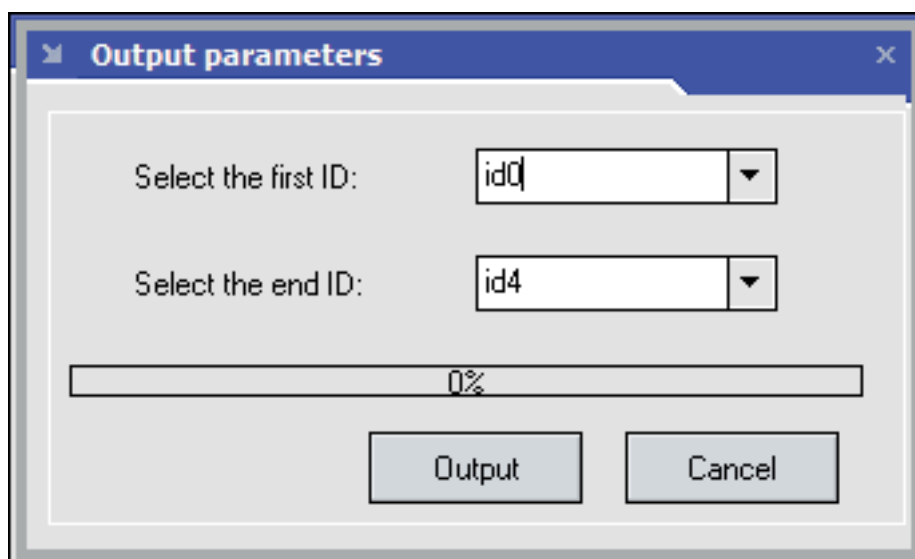 Output parameters
Select the first ID: id0
Select the end ID: id4
0%
Output Cancel